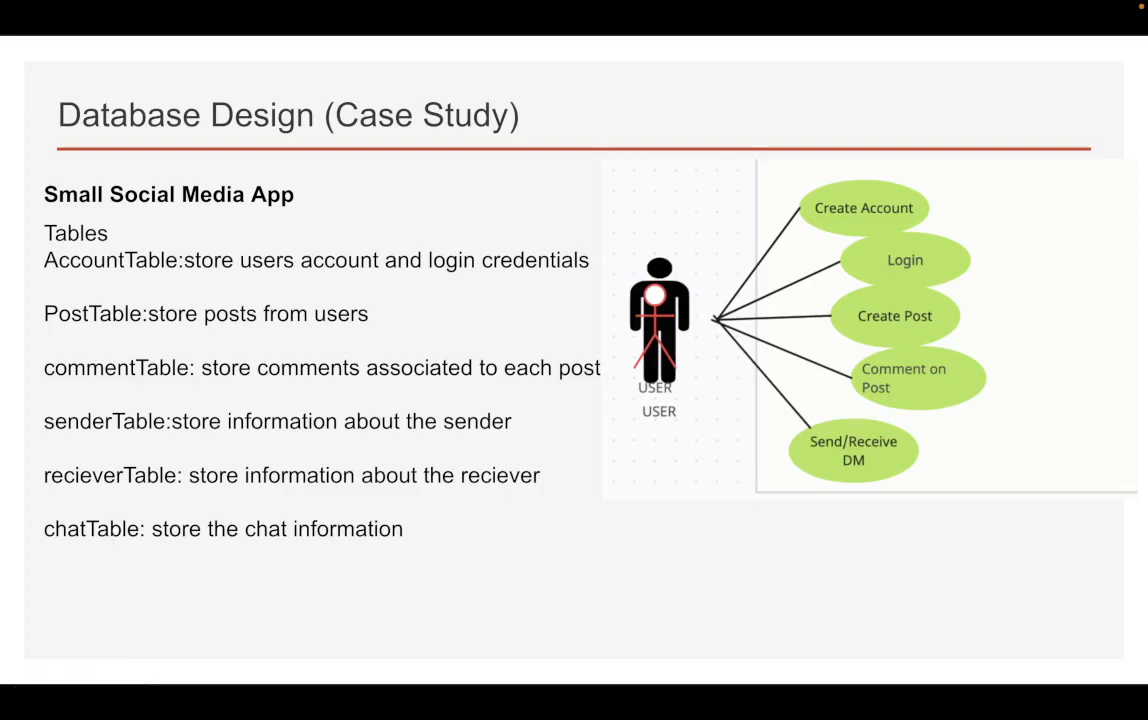 Database Design (Case Study)
Small Social Media App
Tables
AccountTable:store users account and login credentials
PostTable:store posts from users
commentTable: store comments associated to each post
senderTable:store information about the sender
recieverTable: store information about the reciever
chatTable: store the chat information
USER
USER
Create Account
Login
Create Post
Comment on
Post
Send/Receive
DM